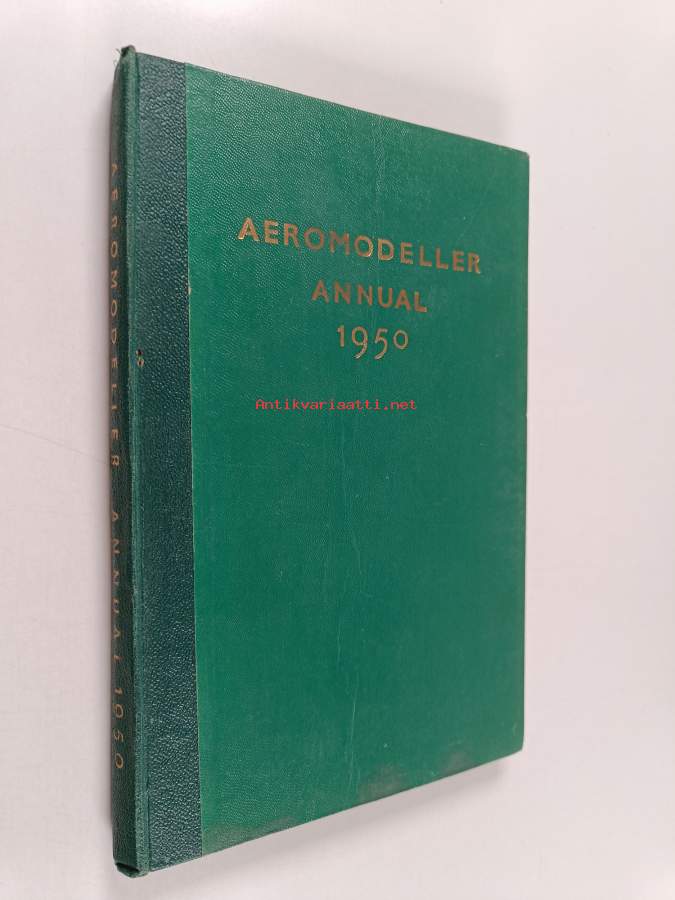 AEROMODELLER
ANNUAL
1950
Antikvariaatti.net
AEROMODELLER ANNUAL 1950